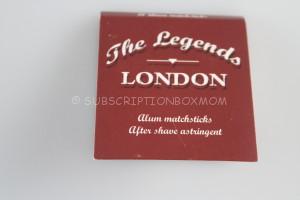 The Legends
LONDON
© SUBSCRIPTIONBOXMOM
Alum matchsticks
After shave astringent